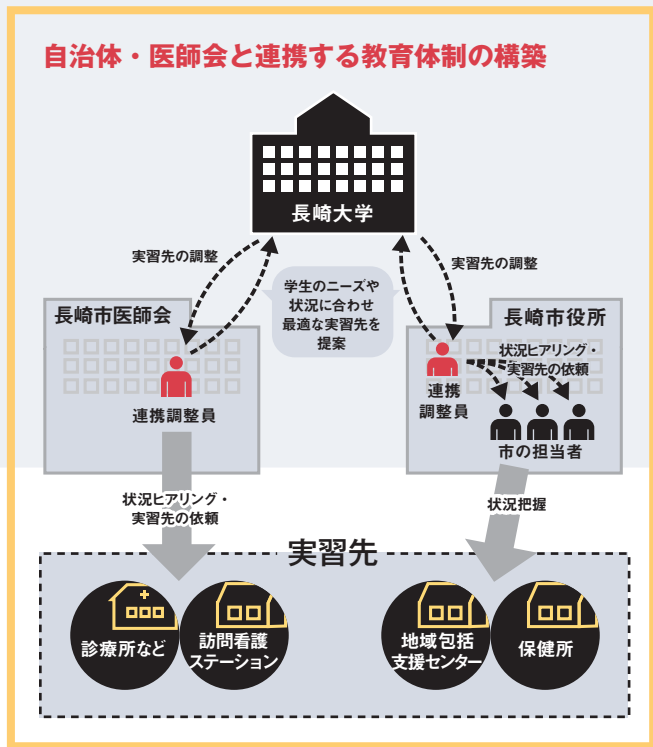 自治体・医師会と連携する教育体制の構築
長崎大学
実習先の調整
実習先の調整
学生のニーズや
状況に合わせ
最適な実習先を
提案
長崎市医師会
連携調整員
長崎市役所
状況ヒアリング・
実習先の依頼
連携
調整員
市の担当者
状況ヒアリング・
実習先の依頼
状況把握
実習先
診療所など
訪問看護
ステーション
地域包括
支援センター
保健所